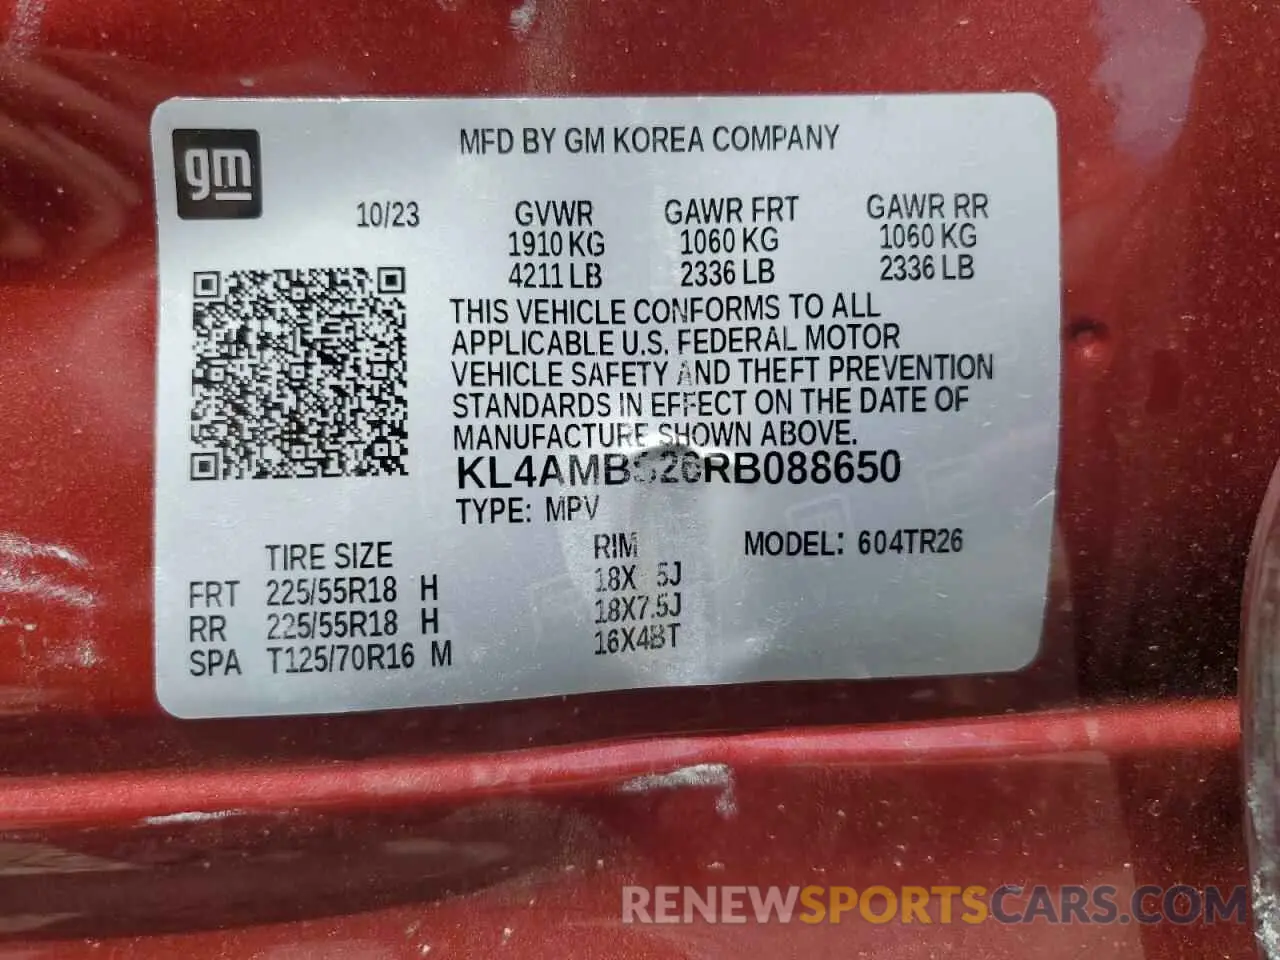 gm
MFD BY GM KOREA COMPANY
10/23 GVWR GAWR FRT GAWR RR
1910 KG 1060 KG 1060 KG
4211 LB 2336 LB 2336 LB
THIS VEHICLE CONFORMS TO ALL
APPLICABLE U.S. FEDERAL MOTOR
VEHICLE SAFETY AND THEFT PREVENTION
STANDARDS IN EFFECT ON THE DATE OF
MANUFACTURE SHOWN ABOVE.
KL4AMBS26RB088650
TYPE: MPV
TIRE SIZE RIM MODEL: 604TR26
FRT 225/55R18 H 18X 5J
RR 225/55R18 H 18X7.5J
SPA T125/70R16 M 16X4BT
RENEWSPORTSCARS.COM